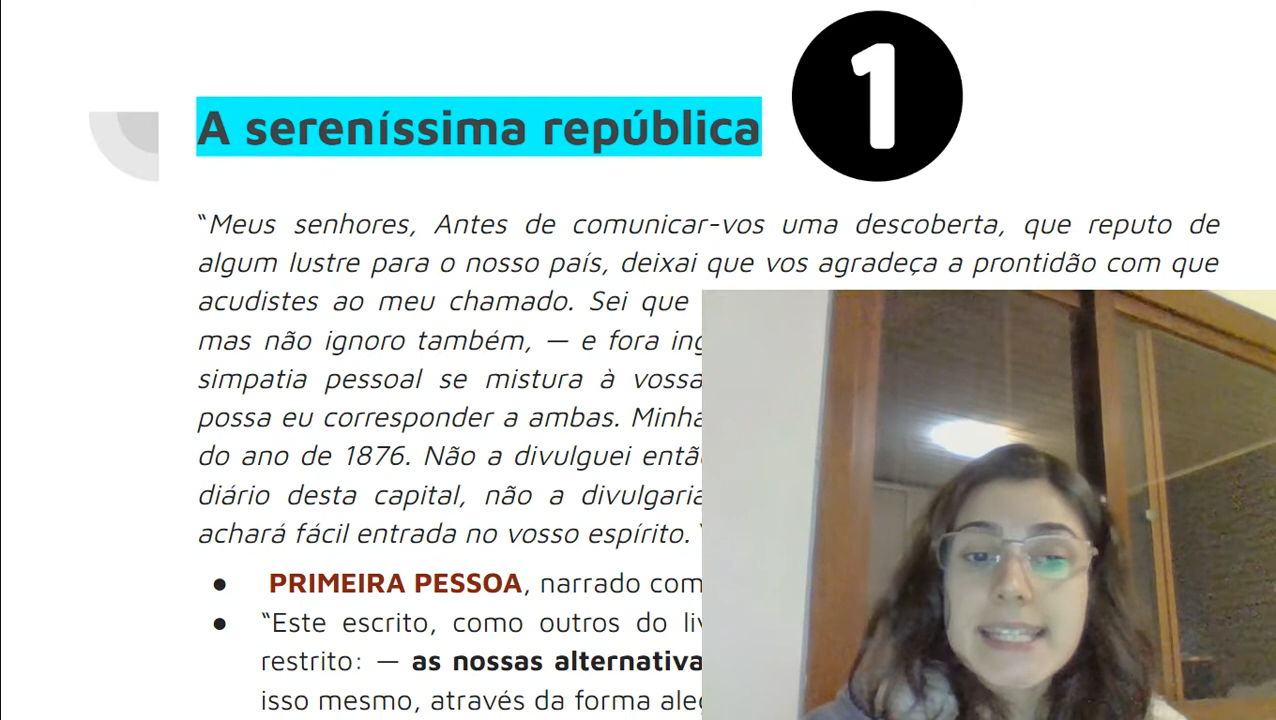 A sereníssima república
1
“Meus senhores, Antes de comunicar-vos uma descoberta, que reputo de
algum lustre para o nosso país, deixai que vos agradeça a prontidão com que
acudistes ao meu chamado. Sei que
mas não ignoro também, — e fora
simpatia pessoal se mistura à
possa eu corresponder a ambas. Minha
do ano de 1876. Não a divulguei
diário desta capital, não a divulgaria
achará fácil entrada no vosso espírito.
● PRIMEIRA PESSOA, narrado
● “Este escrito, como outros do
restrito: — as nossas
isso mesmo, através da forma